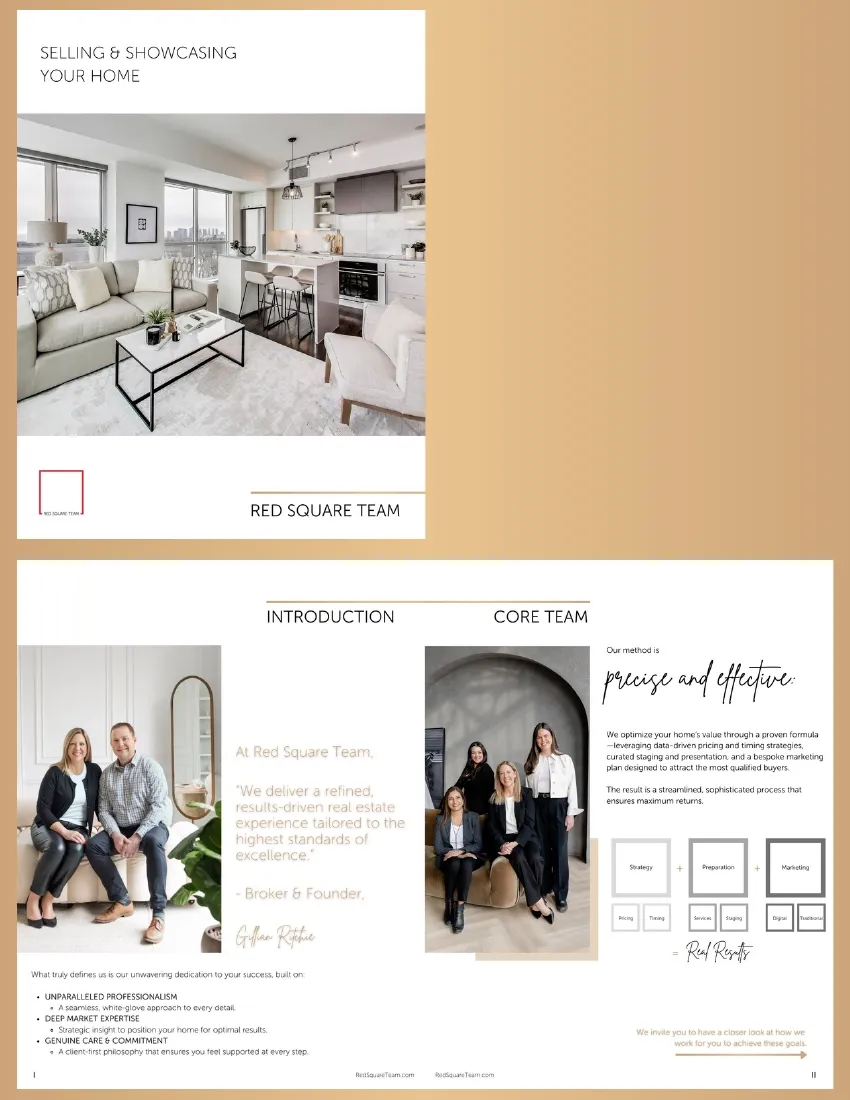 SELLING & SHOWCASING
YOUR HOME
RED SQUARE TEAM
RED SQUARE TEAM
INTRODUCTION
At Red Square Team,
"We deliver a refined,
results-driven real estate
experience tailored to the
highest standards of
excellence."
- Broker & Founder,
Gillian Ritchie
What truly defines us is our unwavering dedication to your success, built on:
• UNPARALLELED PROFESSIONALISM
∘ A seamless, white-glove approach to every detail.
• DEEP MARKET EXPERTISE
∘ Strategic insight to position your home for optimal results.
• GENUINE CARE & COMMITMENT
∘ A client-first philosophy that ensures you feel supported at every step.
I
RedSquareTeam.com
CORE TEAM
Our method is
precise and effective:
We optimize your home's value through a proven formula
—leveraging data-driven pricing and timing strategies,
curated staging and presentation, and a bespoke marketing
plan designed to attract the most qualified buyers.
The result is a streamlined, sophisticated process that
ensures maximum returns.
Strategy + Preparation + Marketing
Pricing Timing Services Staging Digital Traditional
= Real Results
We invite you to have a closer look at how we
work for you to achieve these goals.
RedSquareTeam.com
II